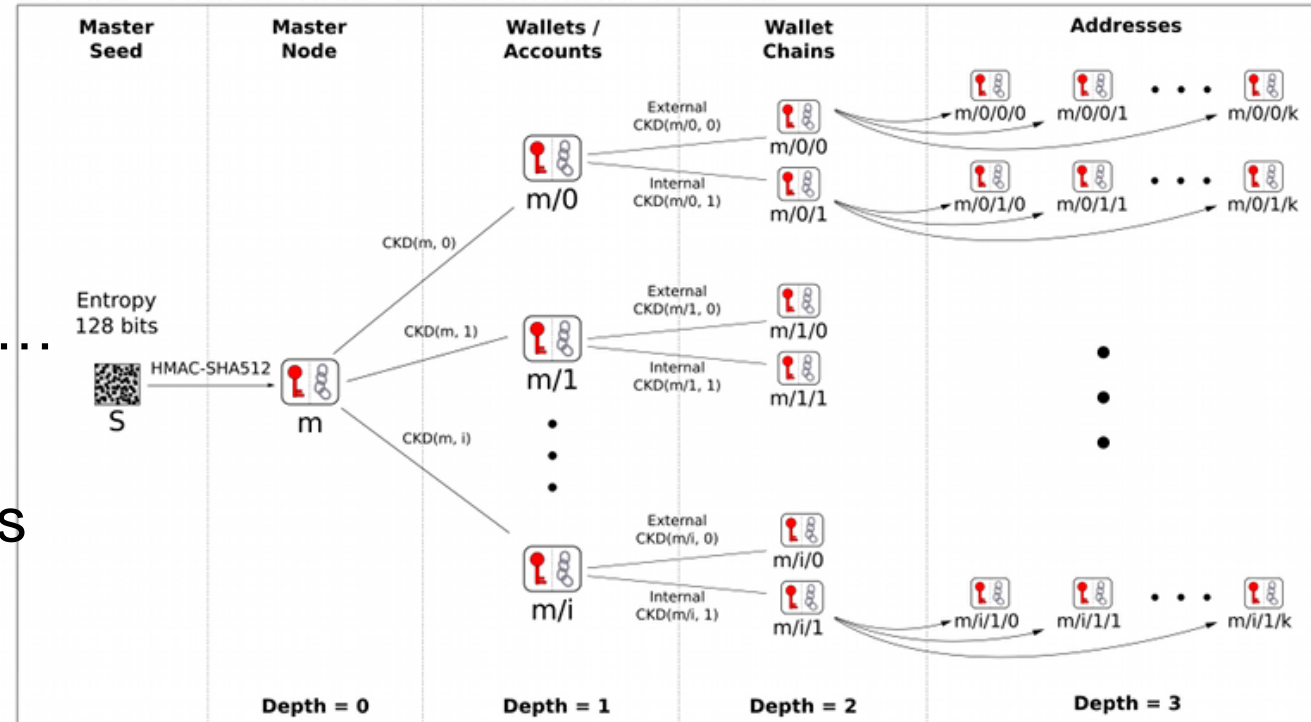 Master
Seed
Master
Node
Wallets /
Accounts
Wallet
Chains
Addresses
Entropy
128 bits
...
s
S
HMAC-SHA512
m
CKD(m, 0)
CKD(m, 1)
CKD(m, i)
m/0
m/1
m/i
External
CKD(m/0, 0)
Internal
CKD(m/0, 1)
External
CKD(m/1, 0)
Internal
CKD(m/1, 1)
External
CKD(m/i, 0)
Internal
CKD(m/i, 1)
m/0/0
m/0/1
m/1/0
m/1/1
m/i/0
m/i/1
m/0/0/0 m/0/0/1 m/0/0/k
m/0/1/0 m/0/1/1 m/0/1/k
m/i/1/0 m/i/1/1 m/i/1/k
Depth = 0
Depth = 1
Depth = 2
Depth = 3